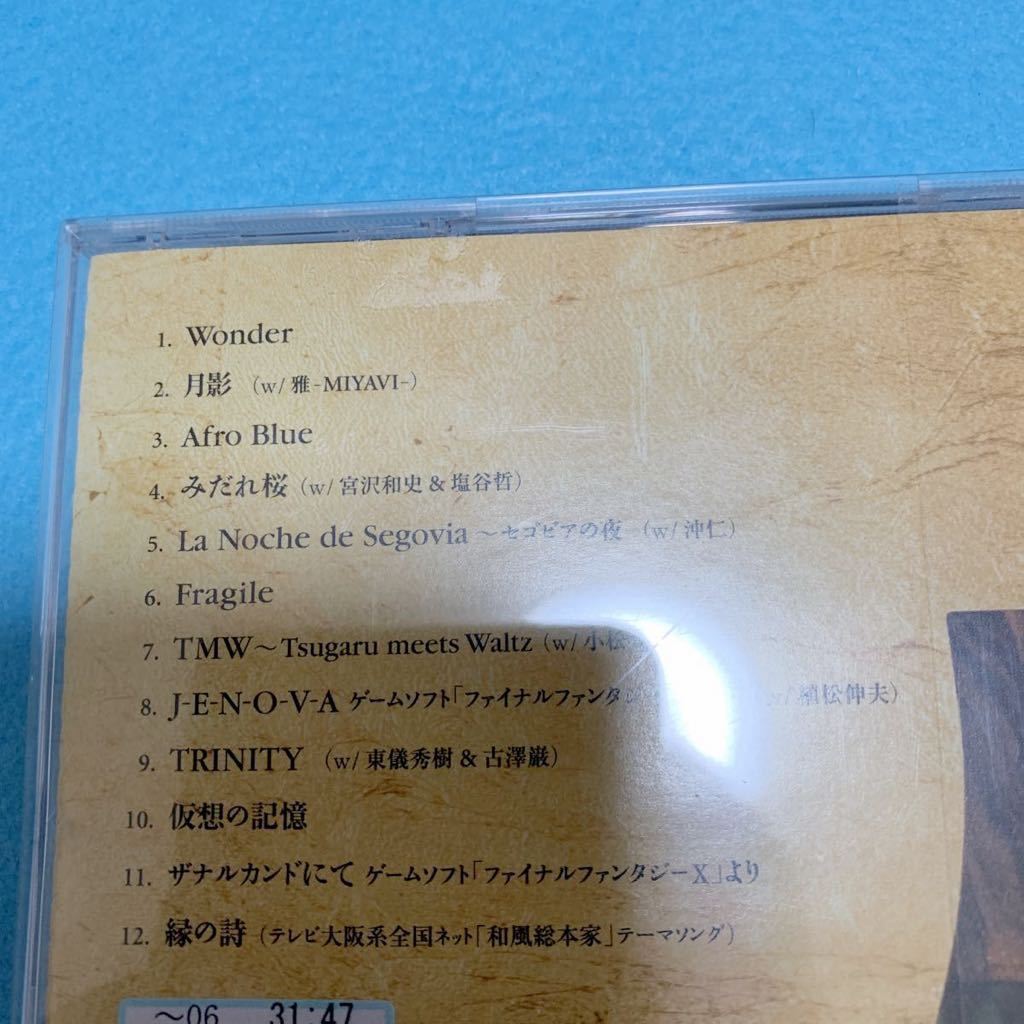 1. Wonder
2. 月影 (w/ 雅-MIYAVI-)
3. Afro Blue
4. みだれ桜 (w/ 宮沢和史 & 塩谷哲)
5. La Noche de Segovia ～セゴビアの夜 (w/ 沖仁)
6. Fragile
7. TMW～Tsugaru meets Waltz (w/ 小松
8. J-E-N-O-V-A ゲームソフト「ファイナルファンタ w/ 植松伸夫)
9. TRINITY (w/ 東儀秀樹 & 古澤巌)
10. 仮想の記憶
11. ザナルカンドにて ゲームソフト「ファイナルファンタジーX」より
12. 縁の詩 (テレビ大阪系全国ネット「和風総本家」テーマソング)
～06 31:47